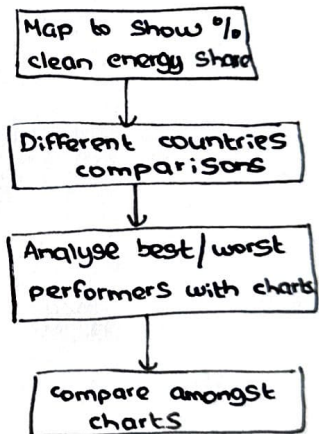 Map to show %
clean energy share
Different countries
comparisons
Analyse best/worst
performers with charts
compare amongst
charts